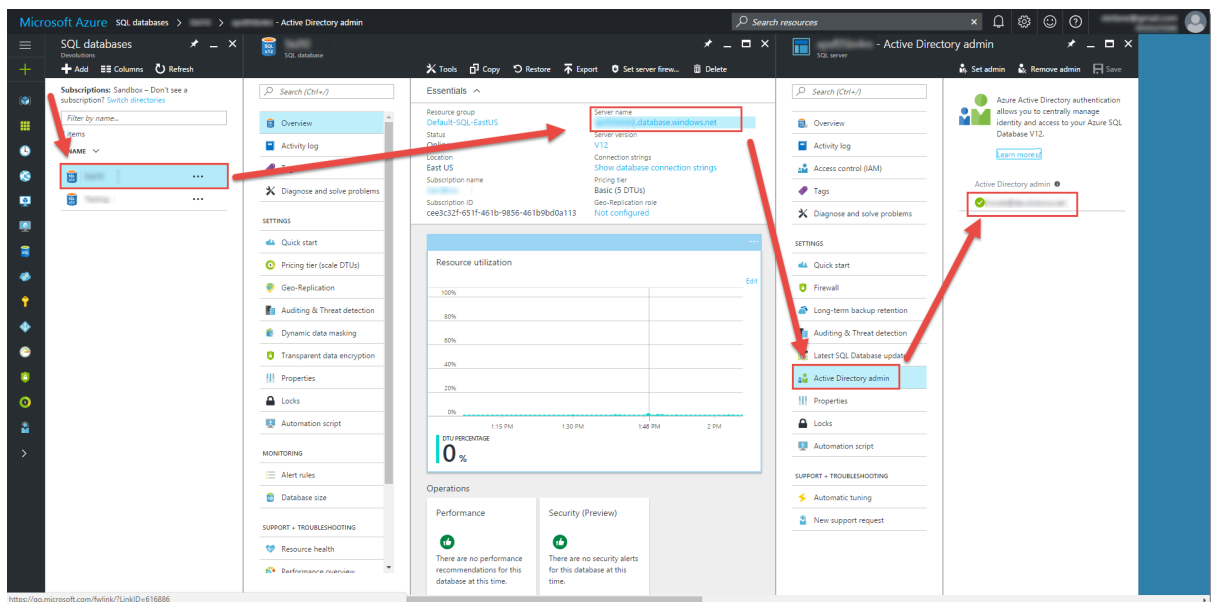 Microsoft Azure SQL databases > > - Active Directory admin
Search resources
SQL databases
Devolutions
Add Columns Refresh
Subscriptions: Sandbox – Don't see a
subscription? Switch directories
Filter by name...
items
NAME
SQL database
Search (Ctrl+/)
Overview
Activity log
Diagnose and solve problems
SETTINGS
Quick start
Pricing tier (scale DTUs)
Geo-Replication
Auditing & Threat detection
Dynamic data masking
Transparent data encryption
Properties
Locks
Automation script
MONITORING
Alert rules
Database size
SUPPORT + TROUBLESHOOTING
Resource health
Performance overview
Tools Copy Restore Export Set server firew... Delete
Essentials
Resource group
Default-SQL-EastUS
Status
Online
Location
East US
Subscription name
Subscription ID
cee3c32f-651f-461b-9856-461b9bd0a113
Server name
.database.windows.net
Server version
V12
Connection strings
Show database connection strings
Pricing tier
Basic (5 DTUs)
Geo-Replication role
Not configured
Resource utilization
Edit
100%
80%
60%
40%
20%
0%
1:15 PM 1:30 PM 1:46 PM 2 PM
DTU PERCENTAGE
0 %
Operations
Performance
There are no performance
recommendations for this
database at this time.
Security (Preview)
There are no security alerts
for this database at this
time.
- Active Directory admin
SQL server
Search (Ctrl+/)
Overview
Activity log
Access control (IAM)
Tags
Diagnose and solve problems
SETTINGS
Quick start
Firewall
Long-term backup retention
Auditing & Threat detection
Latest SQL Database update
Active Directory admin
Properties
Locks
Automation script
SUPPORT + TROUBLESHOOTING
Automatic tuning
New support request
Set admin Remove admin Save
Azure Active Directory authentication
allows you to centrally manage
identity and access to your Azure SQL
Database V12.
Learn more
Active Directory admin
https://go.microsoft.com/fwlink/?LinkID=616886